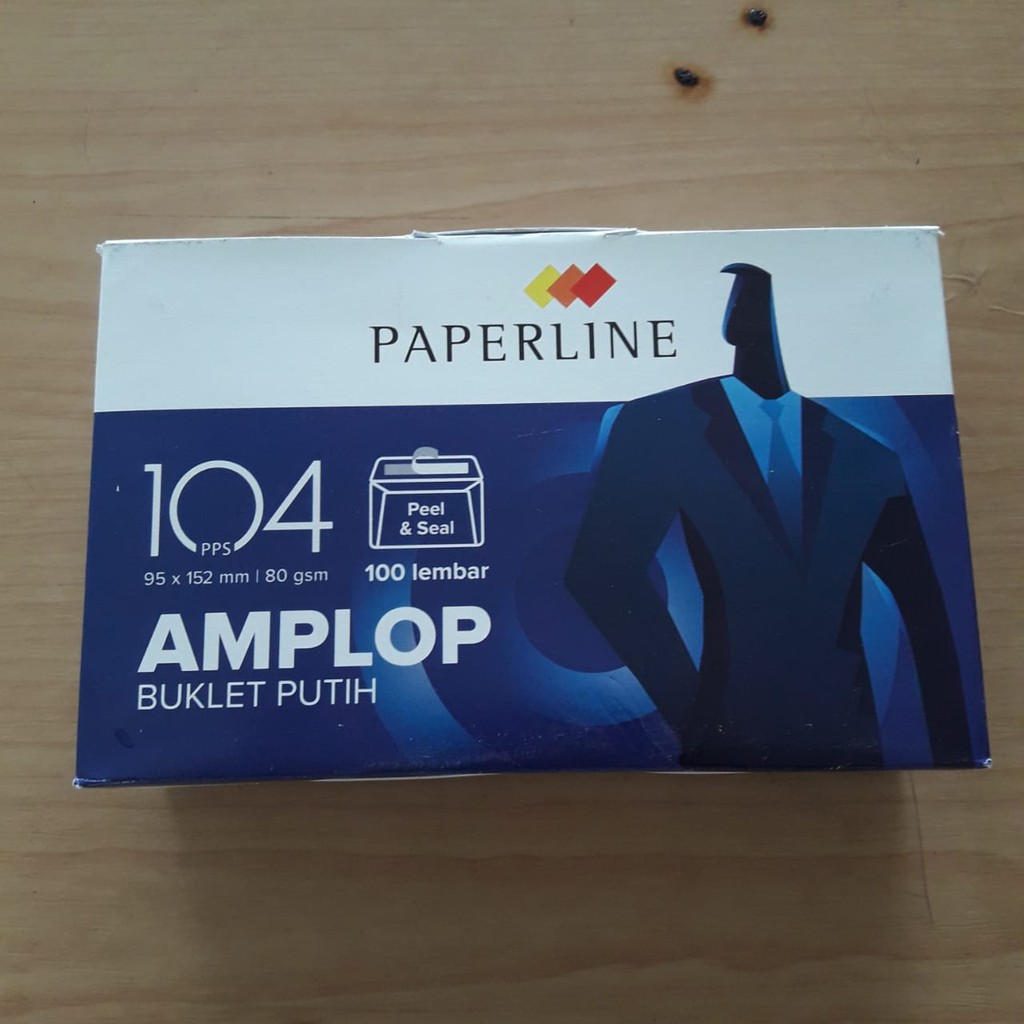 PAPERLINE
104
PPS
95 x 152 mm | 80 gsm
Peel
& Seal
100 lembar
AMPLOP
BUKLET PUTIH